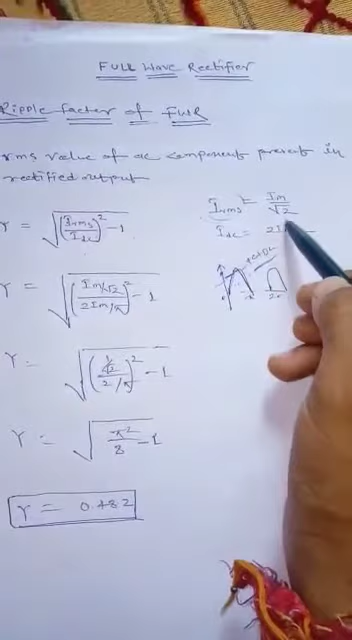 Full Wave Rectifier
Ripple factor of FWR
rms value of ac component present in
rectified output
Irms = Im/√2
γ = √((Irms/Idc)² - 1)
Idc = 2I
γ = √((Im/√2 / 2Im/π)² - 1)
γ = √((1/√2 / 2/π)² - 1)
γ = √(π²/8 - 1)
γ = 0.482